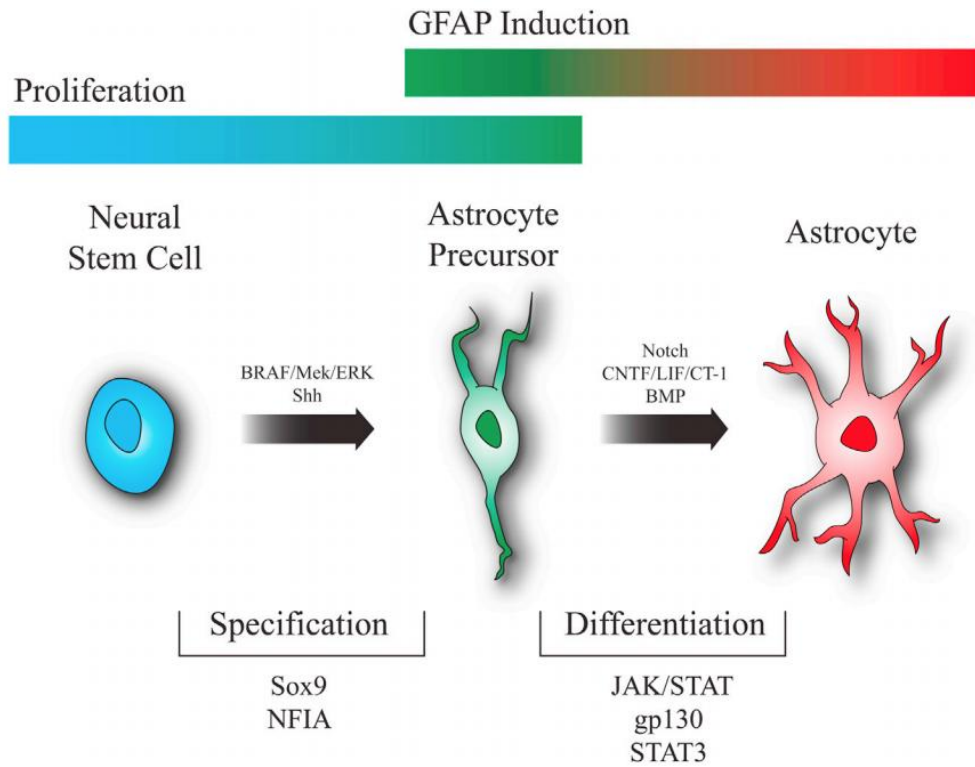 GFAP Induction
Proliferation
Neural
Stem Cell
Astrocyte
Precursor
Astrocyte
BRAF/Mek/ERK
Shh
Notch
CNTF/LIF/CT-1
BMP
Specification
Differentiation
Sox9
NFIA
JAK/STAT
gp130
STAT3